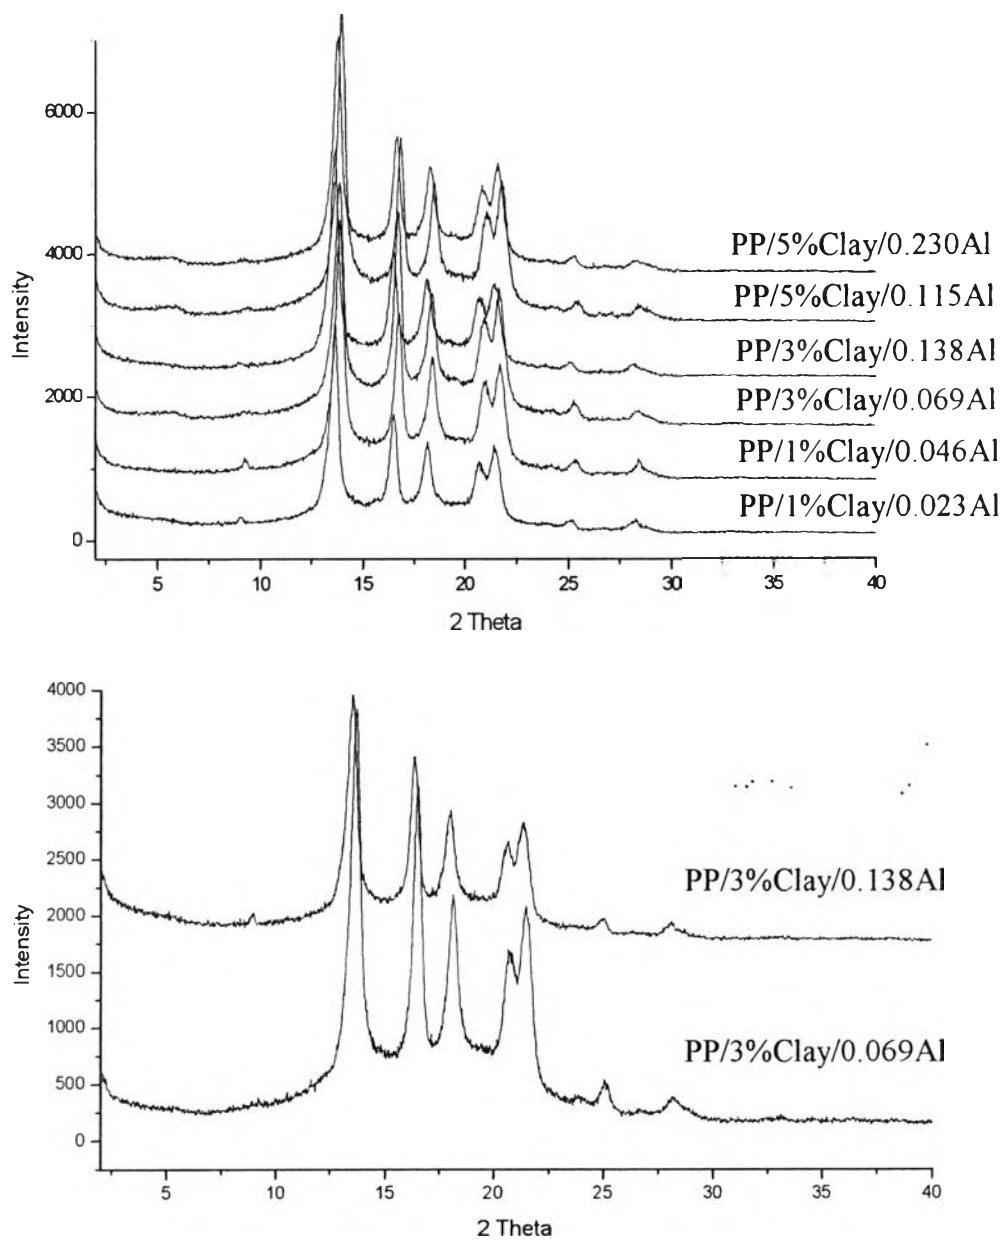 6000
4000
2000
0
Intensity
PP/5%Clay/0.230Al
PP/5%Clay/0.115Al
PP/3%Clay/0.138Al
PP/3%Clay/0.069Al
PP/1%Clay/0.046Al
PP/1%Clay/0.023Al
5 10 15 20 25 30 35 40
2 Theta
4000
3500
3000
2500
2000
1500
1000
500
0
Intensity
PP/3%Clay/0.138Al
PP/3%Clay/0.069Al
5 10 15 20 25 30 35 40
2 Theta